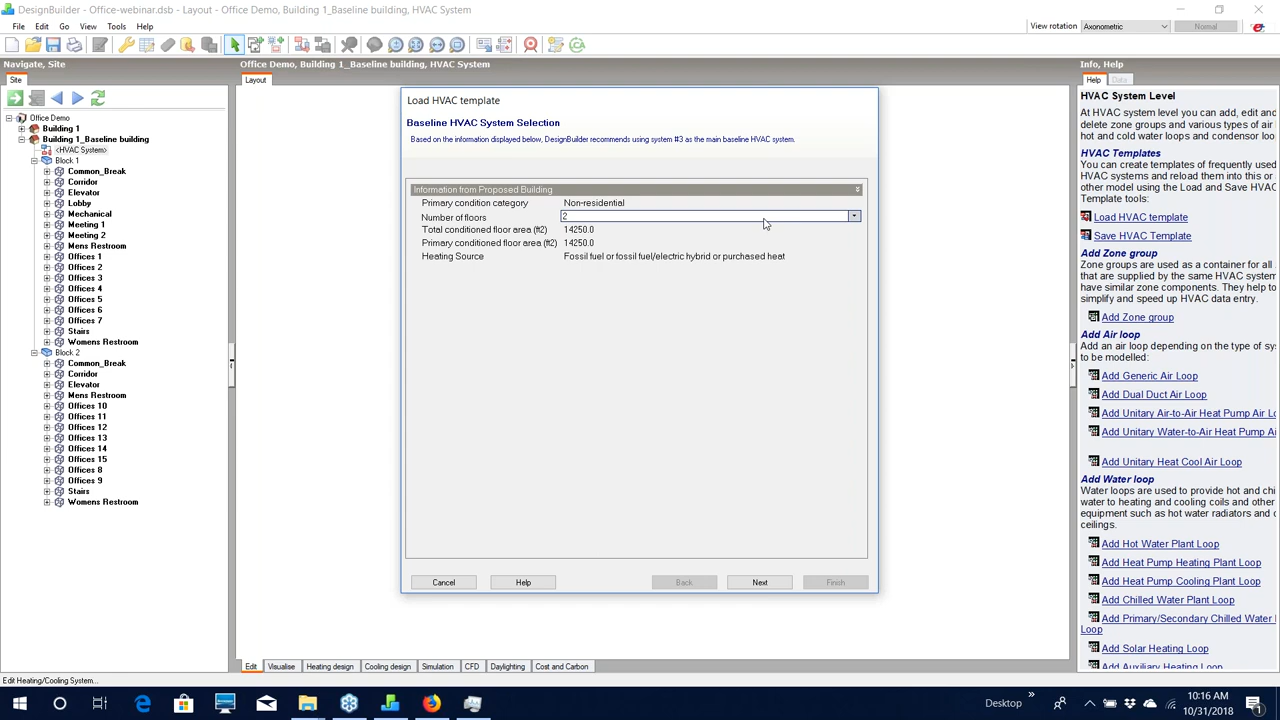 DesignBuilder - Office-webinar.dsb - Layout - Office Demo, Building 1_Baseline building, HVAC System
File Edit Go View Tools Help
View rotation Axonometric Normal
Navigate, Site
Site
Office Demo
Building 1
Building 1_Baseline building
<HVAC System>
Block 1
Common_Break
Corridor
Elevator
Lobby
Mechanical
Meeting 1
Meeting 2
Mens Restroom
Offices 1
Offices 2
Offices 3
Offices 4
Offices 5
Offices 6
Offices 7
Stairs
Womens Restroom
Block 2
Common_Break
Corridor
Elevator
Mens Restroom
Offices 10
Offices 11
Offices 12
Offices 13
Offices 14
Offices 15
Offices 8
Offices 9
Stairs
Womens Restroom
Office Demo, Building 1_Baseline building, HVAC System
Layout
Load HVAC template
Baseline HVAC System Selection
Based on the information displayed below, DesignBuilder recommends using system #3 as the main baseline HVAC system.
Information from Proposed Building
Primary condition category Non-residential
Number of floors 2
Total conditioned floor area (ft2) 14250.0
Primary conditioned floor area (ft2) 14250.0
Heating Source Fossil fuel or fossil fuel/electric hybrid or purchased heat
Cancel Help Back Next Finish
Edit Visualise Heating design Cooling design Simulation CFD Daylighting Cost and Carbon
Info, Help
Help Data
HVAC System Level
At HVAC system level you can add, edit and
delete zone groups and various types of air
hot and cold water loops and condenser loo
HVAC Templates
You can create templates of frequently used
HVAC systems and reload them into this or
other model using the Load and Save HVAC
Template tools:
Load HVAC template
Save HVAC Template
Add Zone group
Zone groups are used as a container for all
that are supplied by the same HVAC system
have similar zone components. They help to
simplify and speed up HVAC data entry.
Add Zone group
Add Air loop
Add an air loop depending on the type of sy
to be modelled:
Add Generic Air Loop
Add Dual Duct Air Loop
Add Unitary Air-to-Air Heat Pump Air Lo
Add Unitary Water-to-Air Heat Pump Ai
Add Unitary Heat Cool Air Loop
Add Water loop
Water loops are used to provide hot and chi
water to heating and cooling coils and other
equipment such as hot water radiators and c
ceilings.
Add Hot Water Plant Loop
Add Heat Pump Heating Plant Loop
Add Heat Pump Cooling Plant Loop
Add Chilled Water Plant Loop
Add Primary/Secondary Chilled Water
Loop
Add Solar Heating Loop
Add Auxiliary Heating Loop
Edit Heating/Cooling System...
Desktop
10:16 AM
10/31/2018